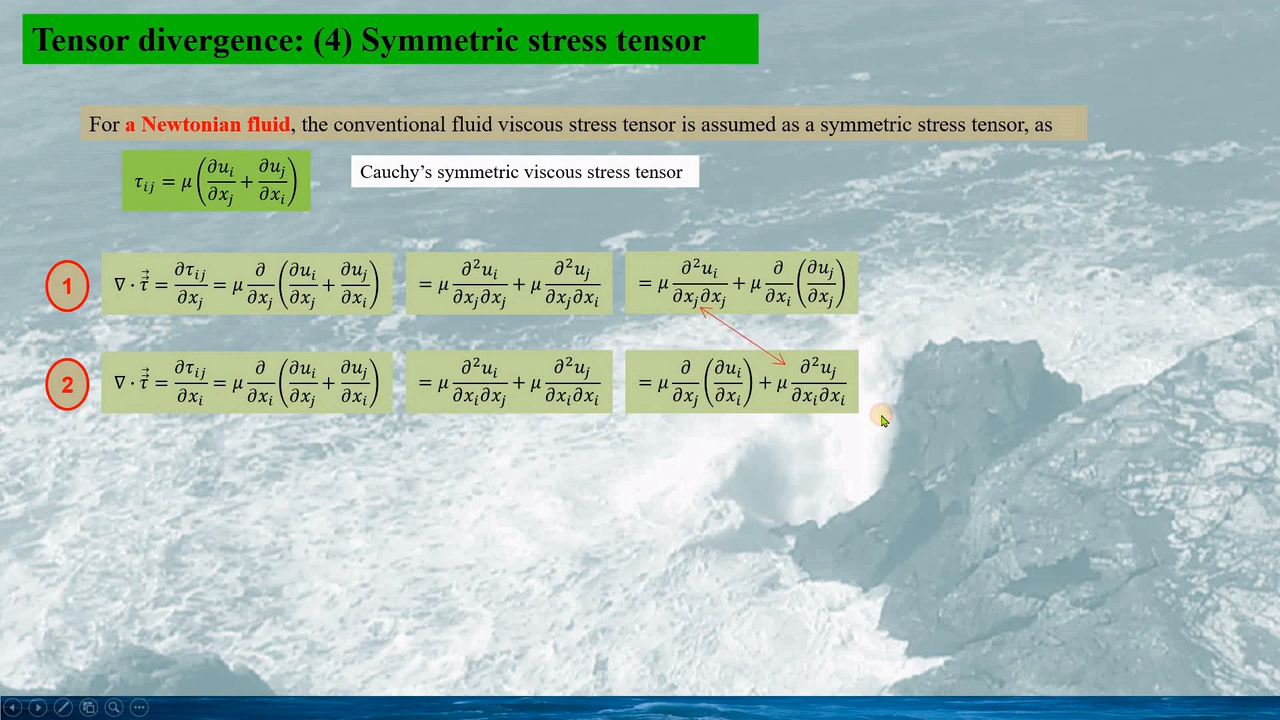 Tensor divergence: (4) Symmetric stress tensor
For a Newtonian fluid, the conventional fluid viscous stress tensor is assumed as a symmetric stress tensor, as
τ_ij = μ(∂u_i/∂x_j + ∂u_j/∂x_i)
Cauchy's symmetric viscous stress tensor
1 ∇ · τ⃗⃗ = ∂τ_ij/∂x_j = μ ∂/∂x_j (∂u_i/∂x_j + ∂u_j/∂x_i) = μ ∂²u_i/∂x_j∂x_j + μ ∂²u_j/∂x_j∂x_i = μ ∂²u_i/∂x_j∂x_j + μ ∂/∂x_i (∂u_j/∂x_j)
2 ∇ · τ⃗⃗ = ∂τ_ij/∂x_i = μ ∂/∂x_i (∂u_i/∂x_j + ∂u_j/∂x_i) = μ ∂²u_i/∂x_i∂x_j + μ ∂²u_j/∂x_i∂x_i = μ ∂/∂x_j (∂u_i/∂x_i) + μ ∂²u_j/∂x_i∂x_i